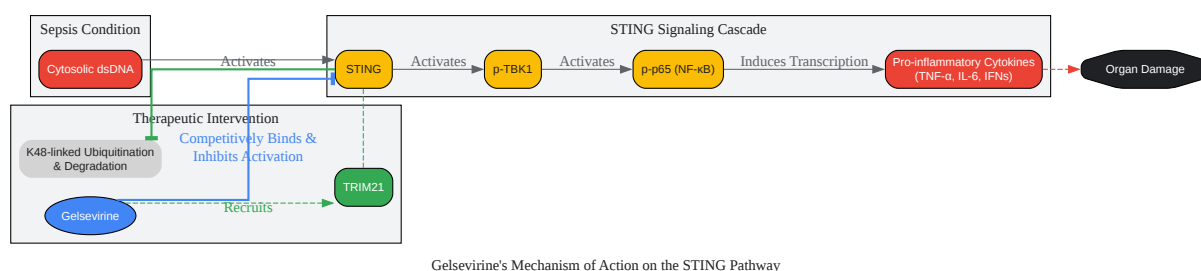 Sepsis Condition
STING Signaling Cascade
Cytosolic dsDNA
Activates
STING
Activates
p-TBK1
Activates
p-p65 (NF-κB)
Induces Transcription
Pro-inflammatory Cytokines
(TNF-α, IL-6, IFNs)
Organ Damage
Therapeutic Intervention
Competitively Binds &
Inhibits Activation
K48-linked Ubiquitination
& Degradation
TRIM21
Gelsevirine
Recruits
Gelsevirine's Mechanism of Action on the STING Pathway